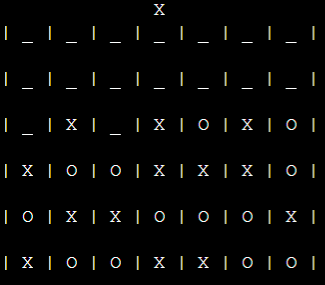 X
| _ | _ | _ | _ | _ | _ | _ |
| _ | _ | _ | _ | _ | _ | _ |
| _ | X | _ | X | O | X | O |
| X | O | O | X | X | X | O |
| O | X | X | O | O | O | X |
| X | O | O | X | X | O | O |